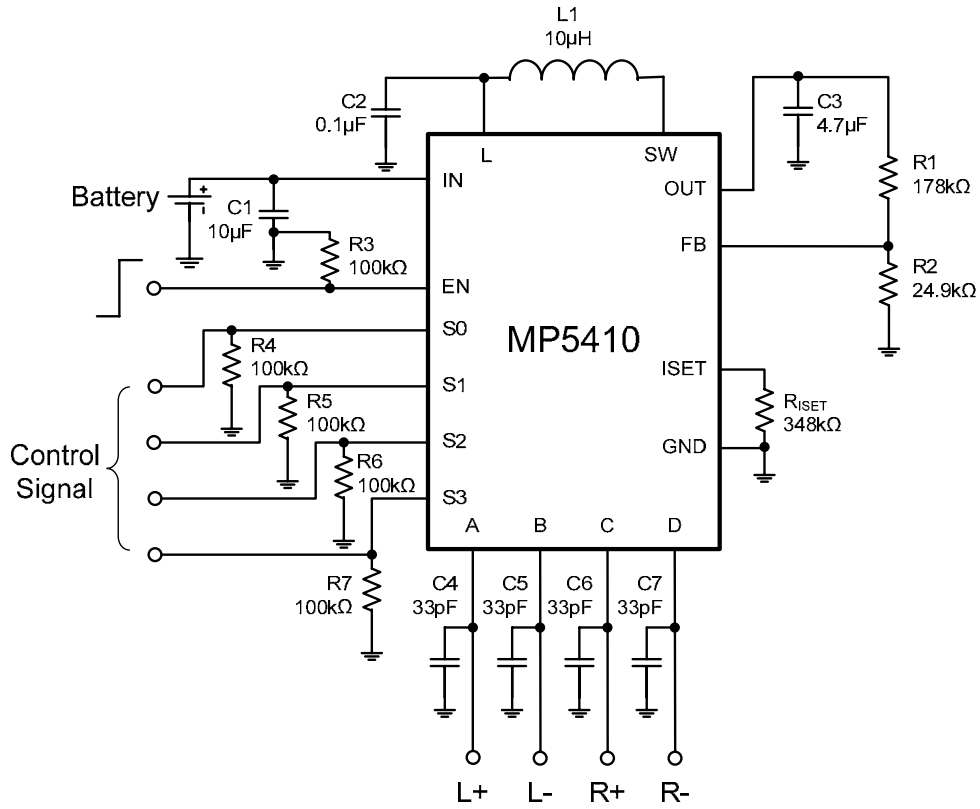 L1
10µH
C2
0.1µF
C3
4.7µF
L
SW
IN
OUT
R1
178kΩ
Battery
+
-
C1
10µF
R3
100kΩ
FB
R2
24.9kΩ
EN
S0
MP5410
R4
100kΩ
ISET
S1
R5
100kΩ
RISET
348kΩ
S2
GND
Control
Signal
R6
100kΩ
S3
A
B
C
D
R7
100kΩ
C4
33pF
C5
33pF
C6
33pF
C7
33pF
L+
L-
R+
R-